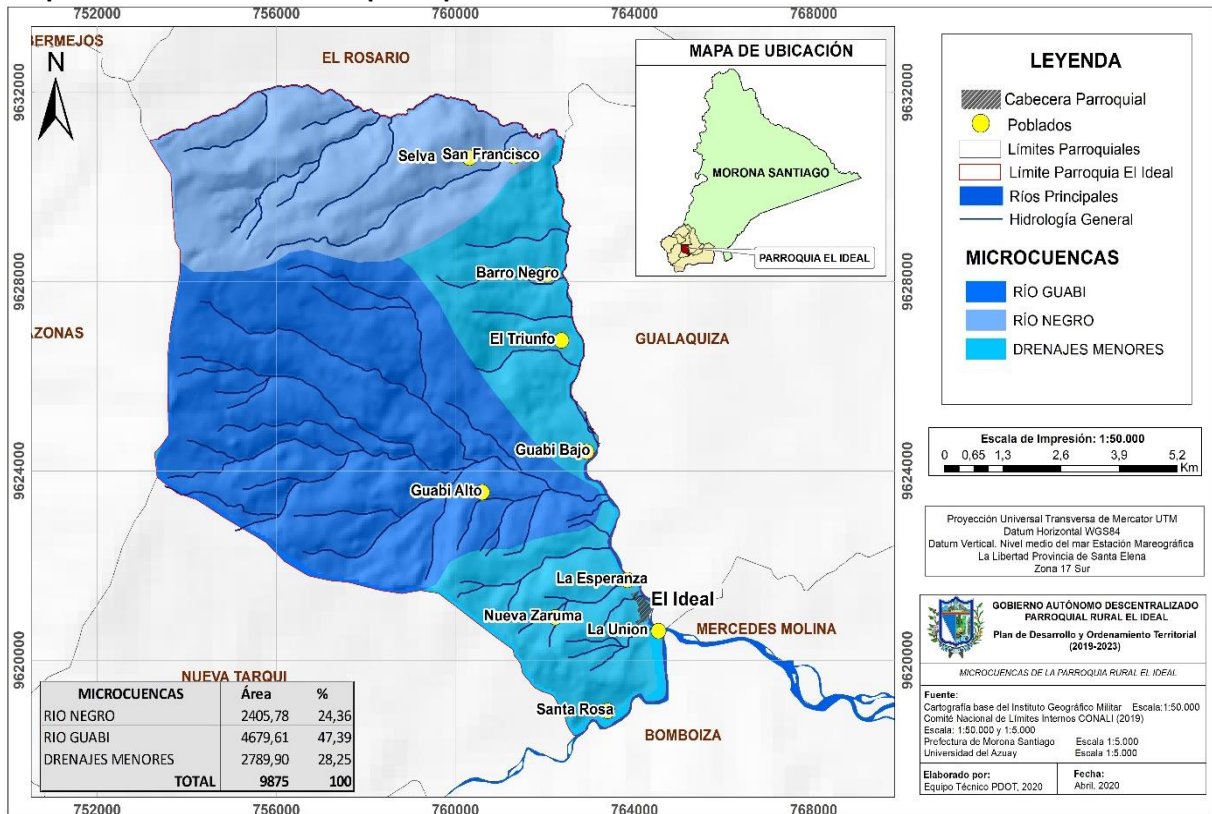 752000 756000 760000 764000 768000
BERMEJOS
EL ROSARIO
N
9632000
9628000
9624000
9620000
Selva
San Francisco
Barro Negro
El Triunfo
GUALAQUIZA
AZONAS
Guabi Bajo
Guabi Alto
La Esperanza
El Ideal
Nueva Zaruma
La Union
MERCEDES MOLINA
NUEVA TARQUI
Santa Rosa
BOMBOIZA
MAPA DE UBICACIÓN
MORONA SANTIAGO
PARROQUIA EL IDEAL
9632000
9628000
9624000
9620000
MICROCUENCAS Área %
RIO NEGRO 2405,78 24,36
RIO GUABI 4679,61 47,39
DRENAJES MENORES 2789,90 28,25
TOTAL 9875 100
752000 756000 760000 764000 768000
LEYENDA
Cabecera Parroquial
Poblados
Límites Parroquiales
Límite Parroquia El Ideal
Ríos Principales
Hidrología General
MICROCUENCAS
RÍO GUABI
RÍO NEGRO
DRENAJES MENORES
Escala de Impresión: 1:50.000
0 0,65 1,3 2,6 3,9 5,2
Km
Proyección Universal Transversa de Mercator UTM
Datum Horizontal WGS84
Datum Vertical. Nivel medio del mar Estación Mareográfica
La Libertad Provincia de Santa Elena
Zona 17 Sur
GOBIERNO AUTÓNOMO DESCENTRALIZADO
PARROQUIAL RURAL EL IDEAL
Plan de Desarrollo y Ordenamiento Territorial
(2019-2023)
MICROCUENCAS DE LA PARROQUIA RURAL EL IDEAL
Fuente:
Cartografía base del Instituto Geográfico Militar Escala:1:50.000
Comité Nacional de Límites Internos CONALI (2019)
Escala: 1:50.000 y 1:5.000
Prefectura de Morona Santiago Escala 1:5.000
Universidad del Azuay Escala 1:5.000
Elaborado por:
Equipo Técnico PDOT, 2020
Fecha:
Abril, 2020